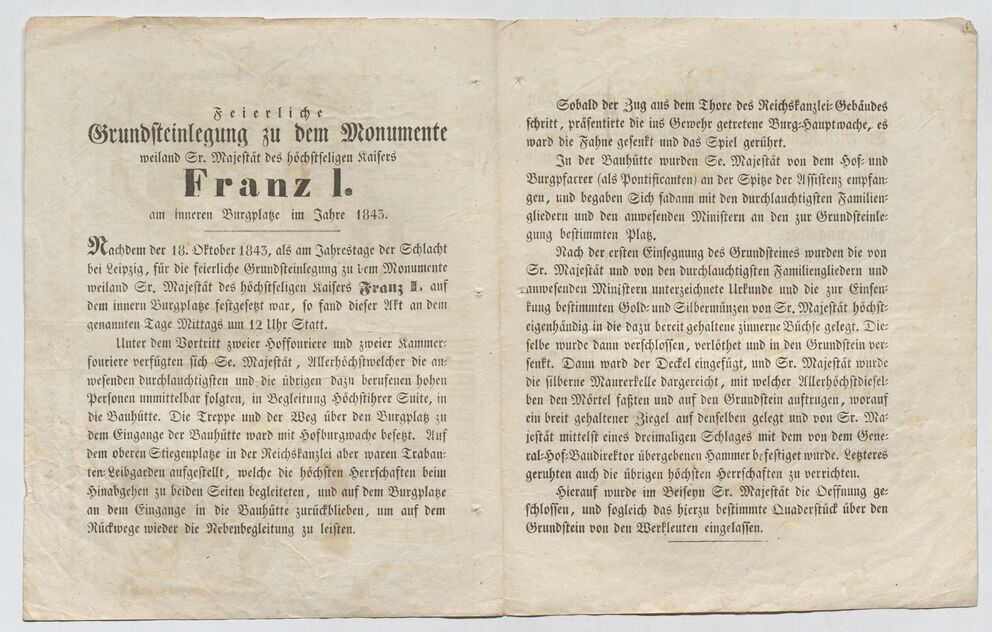 Feierliche
Grundsteinlegung zu dem Monumente
weiland Sr. Majestät des höchstseligen Kaisers
Franz I.
am inneren Burgplatze im Jahre 1843.
Nachdem der 18. Oktober 1843, als am Jahrestage der Schlacht
bei Leipzig, für die feierliche Grundsteinlegung zu dem Monumente
weiland Sr. Majestät des höchstseligen Kaisers Franz I. auf
dem innern Burgplatze festgesetzt war, so fand dieser Akt an dem
genannten Tage Mittags um 12 Uhr Statt.
Unter dem Vortritt zweier Hoffouriere und zweier Kammer-
fouriere verfügten sich Se. Majestät, Allerhöchstwelcher die an-
wesenden durchlauchtigsten und die übrigen dazu berufenen hohen
Personen unmittelbar folgten, in Begleitung Höchstihrer Suite, in
die Bauhütte. Die Treppe und der Weg über den Burgplatz zu
dem Eingange der Bauhütte ward mit Hofburgwache besetzt. Auf
dem oberen Stiegenplatze in der Reichskanzlei aber waren Traban-
ten-Leibgarden aufgestellt, welche die höchsten Herrschaften beim
Hinabgehen zu beiden Seiten begleiteten, und auf dem Burgplatze
an dem Eingange in die Bauhütte zurückblieben, um auf dem
Rückwege wieder die Nebenbegleitung zu leisten.
Sobald der Zug aus dem Thore des Reichskanzlei-Gebäudes
schritt, präsentirte die ins Gewehr getretene Burg-Hauptwache, es
ward die Fahne gesenkt und das Spiel gerührt.
In der Bauhütte wurden Se. Majestät von dem Hof- und
Burgpfarrer (als Pontificanten) an der Spitze der Assistenz empfan-
gen, und begaben Sich sadann mit den durchlauchtigsten Familien-
gliedern und den anwesenden Ministern an den zur Grundsteinle-
gung bestimmten Platz.
Nach der ersten Einsegnung des Grundsteines wurden die von
Sr. Majestät und von den durchlauchtigsten Familiengliedern und
anwesenden Ministern unterzeichnete Urkunde und die zur Einsen-
kung bestimmten Gold- und Silbermünzen von Sr. Majestät höchst-
eigenhändig in die dazu bereit gehaltene zinnerne Büchse gelegt. Die-
selbe wurde dann verschlossen, verlöthet und in den Grundstein ver-
senkt. Dann ward der Deckel eingefügt, und Sr. Majestät wurde
die silberne Maurerkelle dargereicht, mit welcher Allerhöchstdiesel-
ben den Mörtel faßten und auf den Grundstein auftrugen, worauf
ein breit gehaltener Ziegel auf denselben gelegt und von Sr. Ma-
jestät mittelst eines dreimaligen Schlages mit dem von dem Gene-
ral-Hof-Baudirektor übergebenen Hammer befestiget wurde. Letzteres
geruhten auch die übrigen höchsten Herrschaften zu verrichten.
Hierauf wurde im Beiseyn Sr. Majestät die Oeffnung ge-
schlossen, und sogleich das hierzu bestimmte Quaderstück über den
Grundstein von den Werkleuten eingelassen.